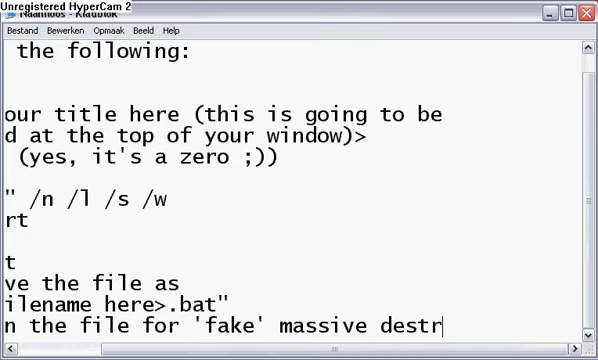 Unregistered HyperCam 2
Naamloos - Kladblok
Bestand Bewerken Opmaak Beeld Help
the following:
our title here (this is going to be
d at the top of your window)>
(yes, it's a zero ;))
" /n /l /s /w
rt
t
ve the file as
ilename here>.bat"
n the file for 'fake' massive destr